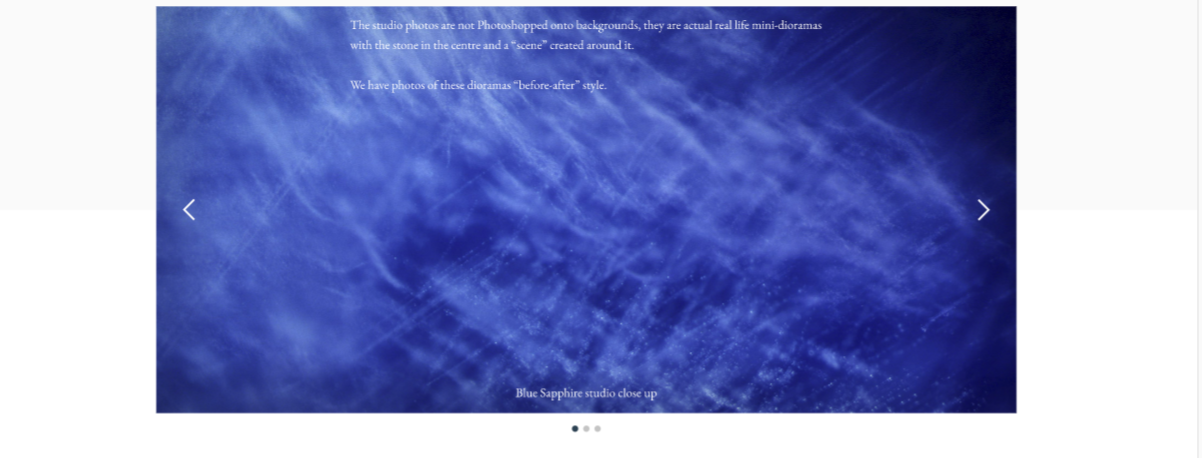 The studio photos are not Photoshopped onto backgrounds, they are actual real life mini-dioramas
with the stone in the centre and a “scene” created around it.
We have photos of these dioramas “before-after” style.
Blue Sapphire studio close up